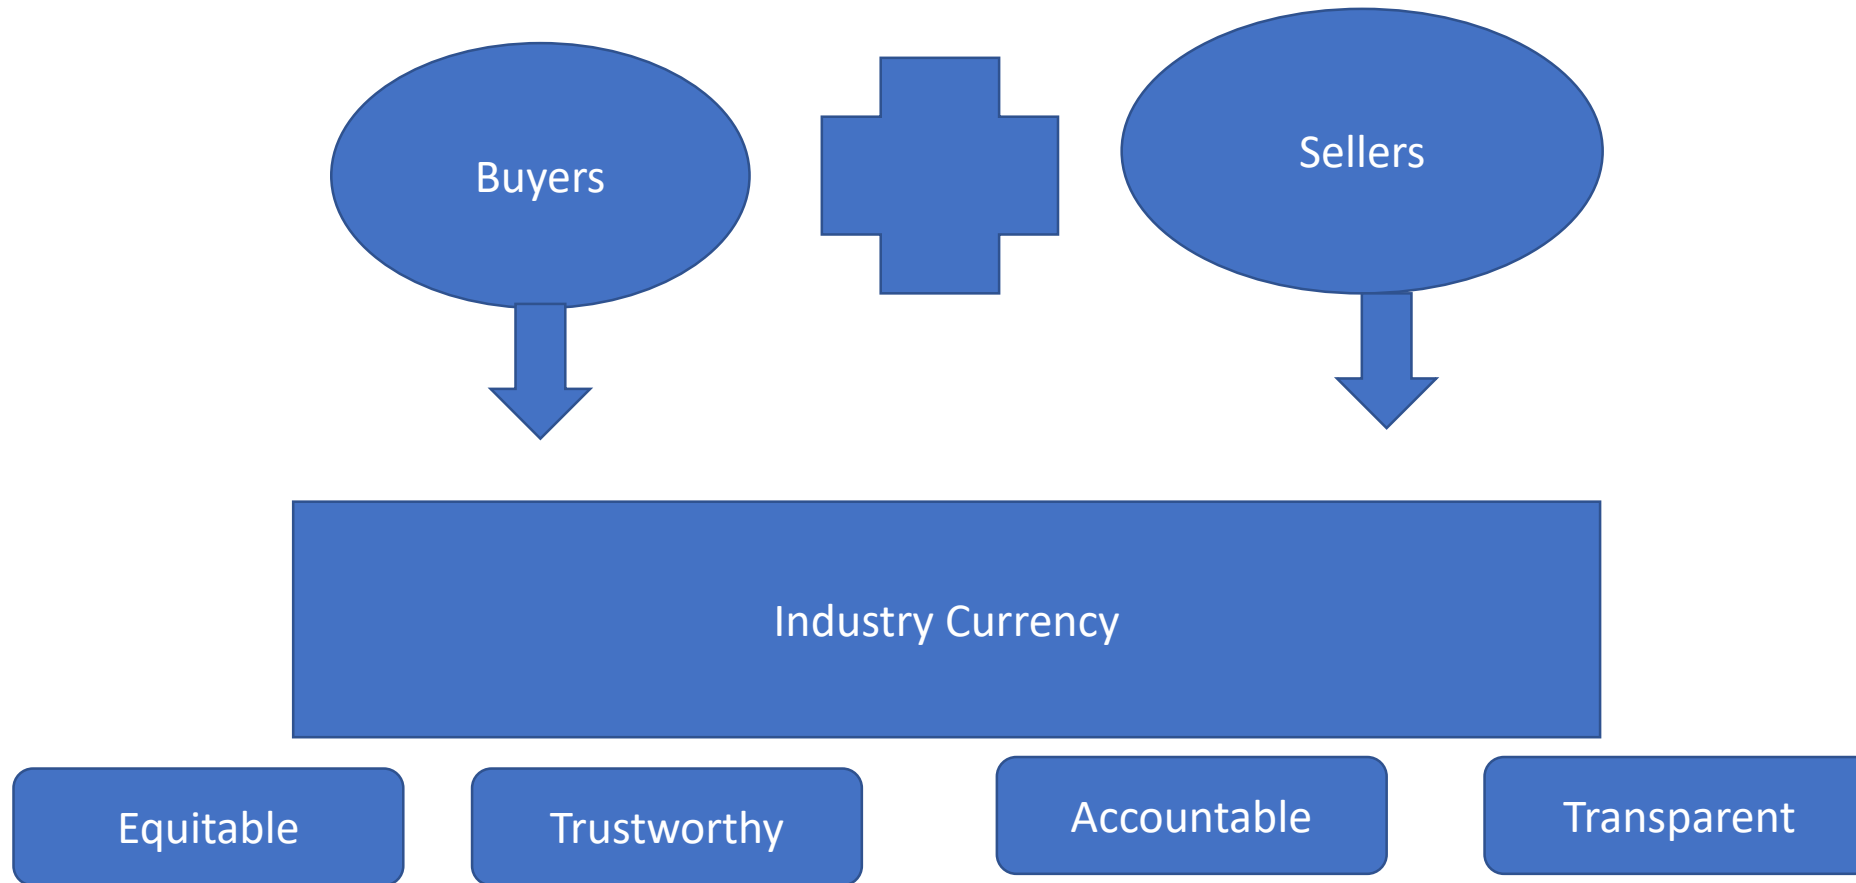 Buyers
Sellers
Industry Currency
Equitable
Trustworthy
Accountable
Transparent